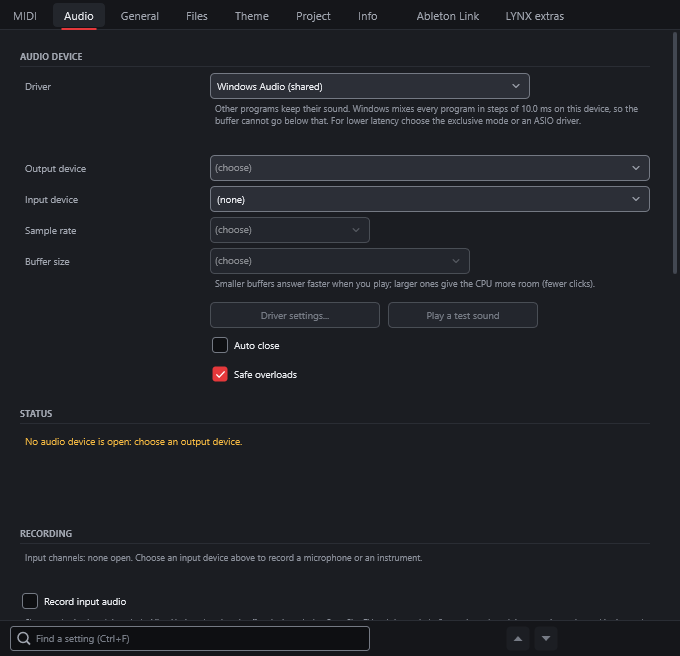 MIDI Audio General Files Theme Project Info Ableton Link LYNX extras
AUDIO DEVICE
Driver Windows Audio (shared)
Other programs keep their sound. Windows mixes every program in steps of 10.0 ms on this device, so the
buffer cannot go below that. For lower latency choose the exclusive mode or an ASIO driver.
Output device (choose)
Input device (none)
Sample rate (choose)
Buffer size (choose)
Smaller buffers answer faster when you play; larger ones give the CPU more room (fewer clicks).
Driver settings... Play a test sound
Auto close
Safe overloads
STATUS
No audio device is open: choose an output device.
RECORDING
Input channels: none open. Choose an input device above to record a microphone or an instrument.
Record input audio
Find a setting (Ctrl+F)